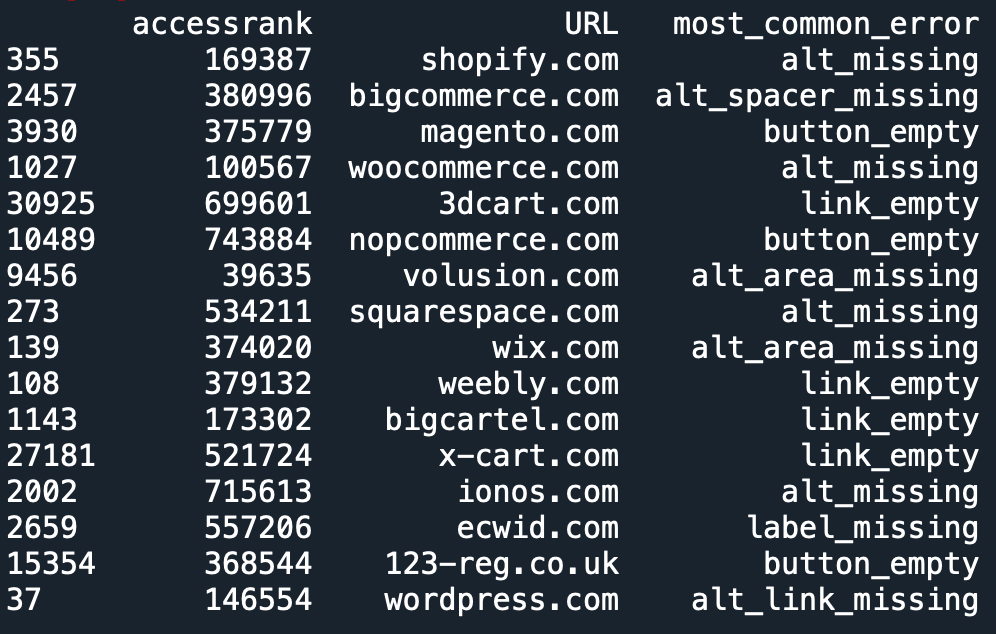 accessrank URL most_common_error
355 169387 shopify.com alt_missing
2457 380996 bigcommerce.com alt_spacer_missing
3930 375779 magento.com button_empty
1027 100567 woocommerce.com alt_missing
30925 699601 3dcart.com link_empty
10489 743884 nopcommerce.com button_empty
9456 39635 volusion.com alt_area_missing
273 534211 squarespace.com alt_missing
139 374020 wix.com alt_area_missing
108 379132 weebly.com link_empty
1143 173302 bigcartel.com link_empty
27181 521724 x-cart.com link_empty
2002 715613 ionos.com alt_missing
2659 557206 ecwid.com label_missing
15354 368544 123-reg.co.uk button_empty
37 146554 wordpress.com alt_link_missing